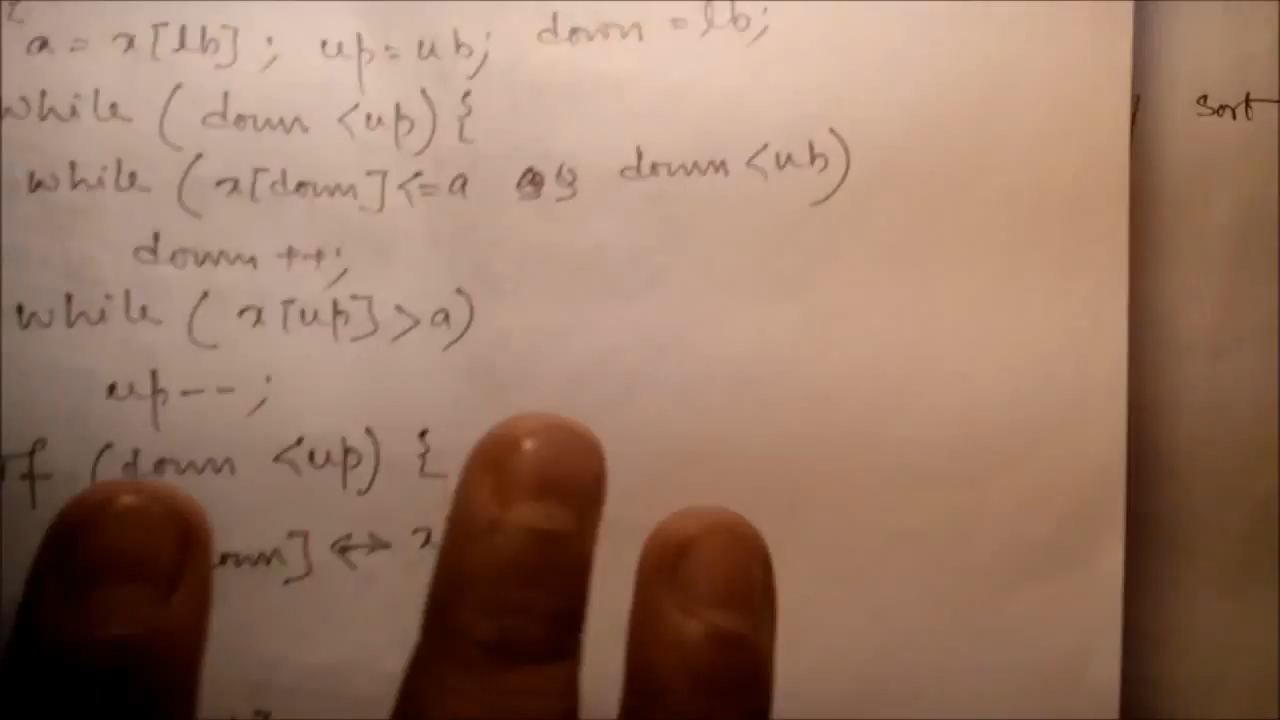 {
a = x[lb]; up = ub; down = lb;
while (down < up) {
while (x[down] <= a && down < ub)
down ++;
while (x[up] > a)
up --;
if (down < up) {
down] ↔ x
Sort